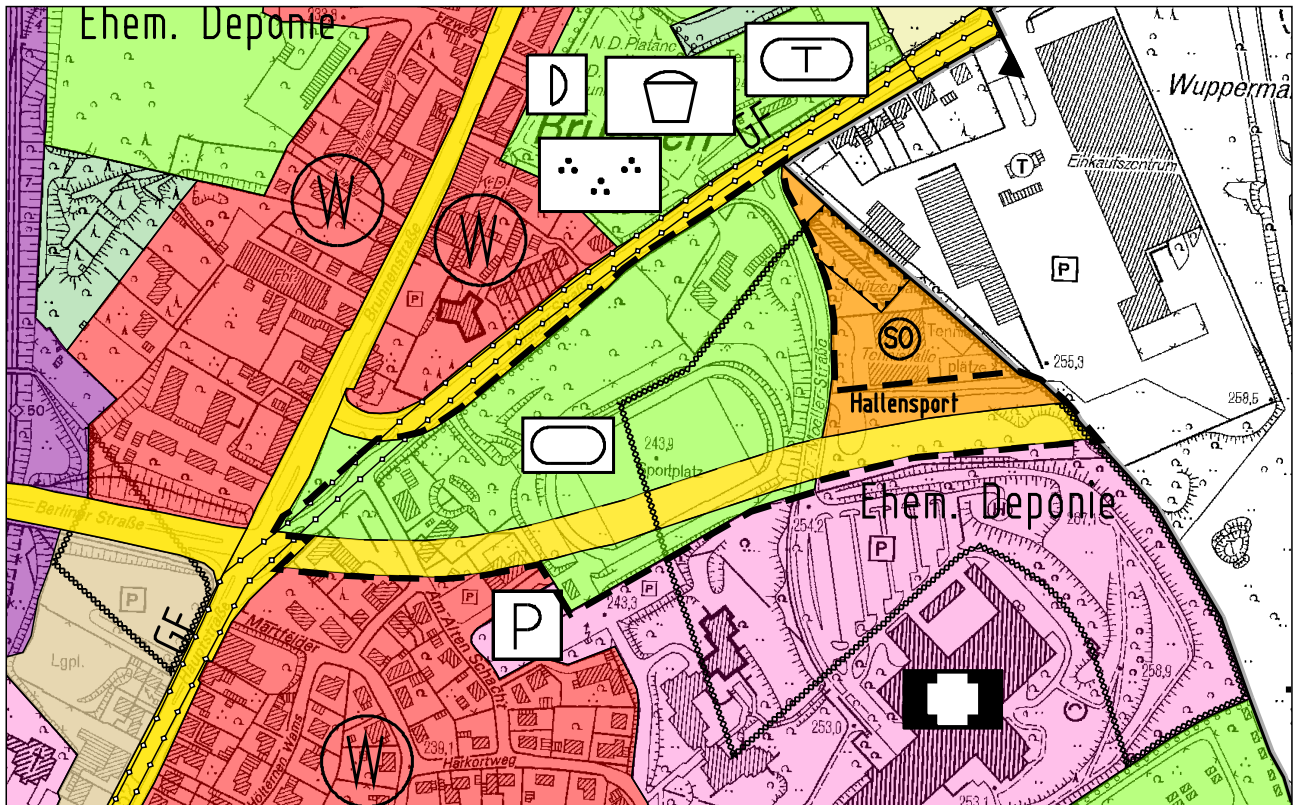 Ehem. Deponie
N.D. Platane
T
D
GF
Wupperma
Einkaufszentrum
T
P
W
W
Brunnenstraße
P
50
SO
Tennishalle
plätze
255,3
258,5
Hallensport
243,9
Sportplatz
Berliner Straße
Ehem. Deponie
254,2
P
P
GF
Lgpl.
Martfelder
Am Alten
Schacht
P
P
243,3
P
258,9
253,0
W
239,1
Harkortweg
253,1